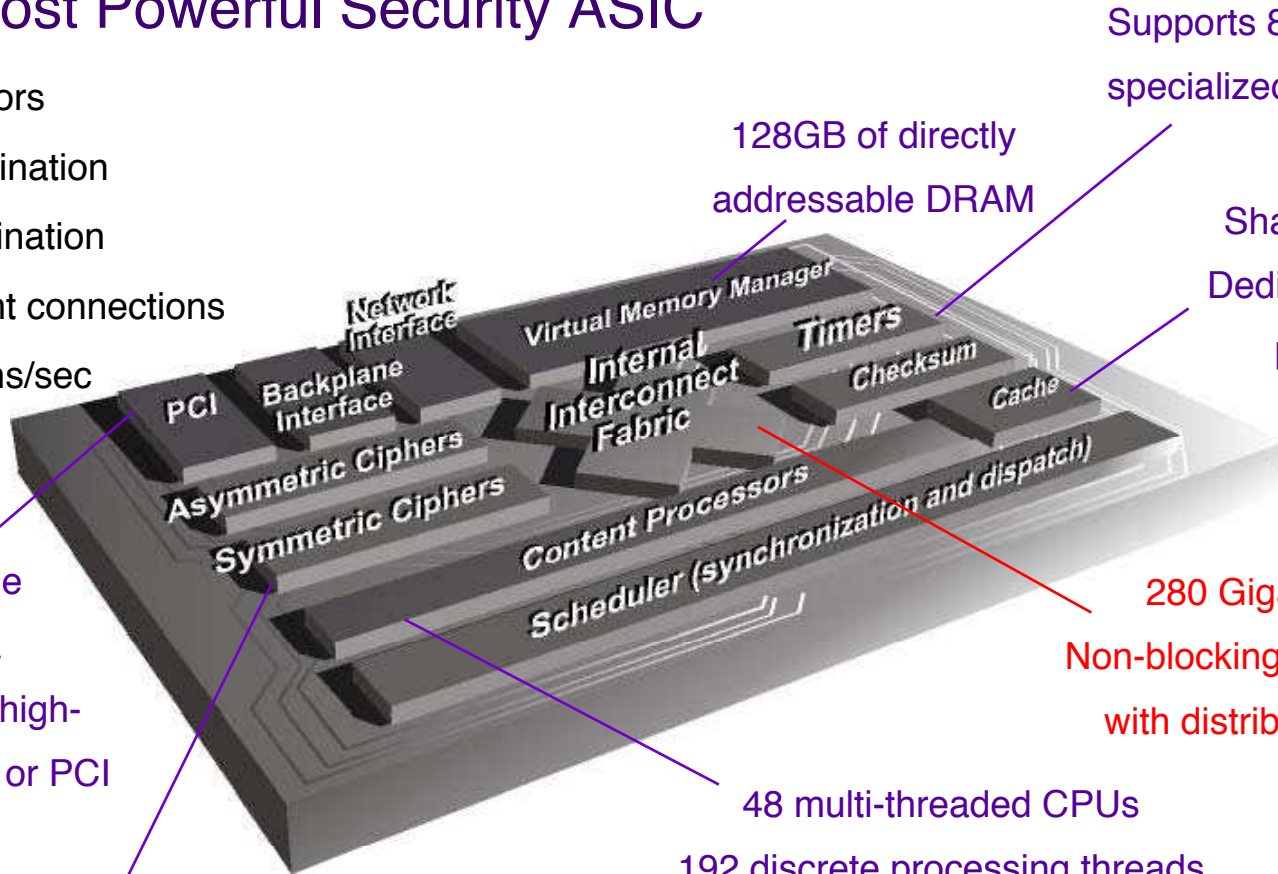 ost Powerful Security ASIC
Supports 8
specialized
ors
ination
ination
nt connections
ns/sec
128GB of directly
addressable DRAM
Sha
Dedi
Network
Interface
Virtual Memory Manager
Timers
Checksum
Cache
Internal
Interconnect
Fabric
PCI
Backplane
Interface
Asymmetric Ciphers
Symmetric Ciphers
Content Processors
Scheduler (synchronization and dispatch)
e
high-
or PCI
280 Giga
Non-blocking
with distrib
48 multi-threaded CPUs
192 discrete processing threads